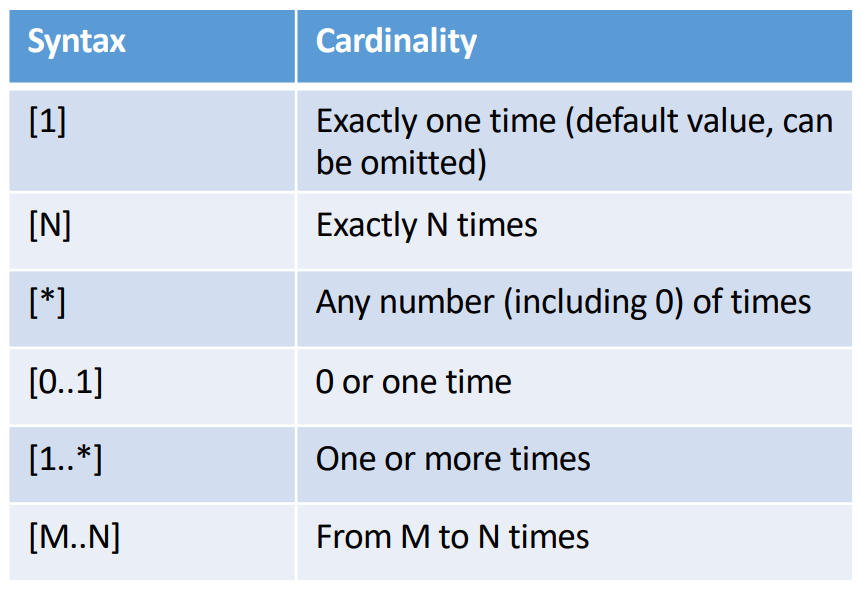 Syntax Cardinality
[1] Exactly one time (default value, can
be omitted)
[N] Exactly N times
[*] Any number (including 0) of times
[0..1] 0 or one time
[1..*] One or more times
[M..N] From M to N times